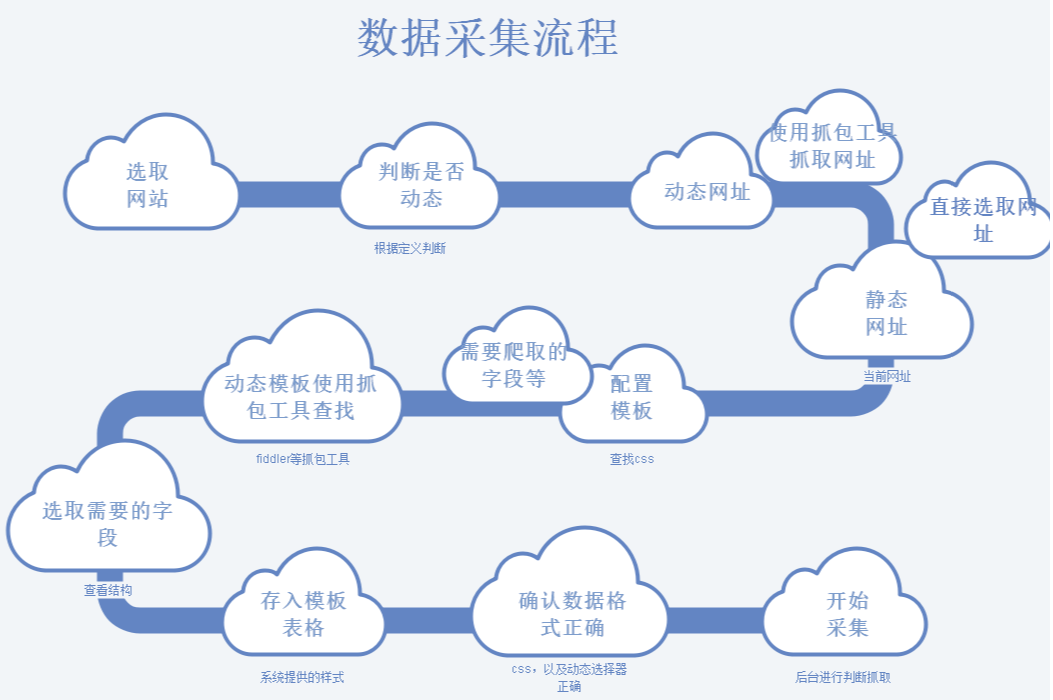 数据采集流程
选取
网站
判断是否
动态
根据定义判断
动态网址
使用抓包工具
抓取网址
直接选取网
址
静态
网址
当前网址
需要爬取的
字段等
配置
模板
查找css
动态模板使用抓
包工具查找
fiddler等抓包工具
选取需要的字
段
查看结构
存入模板
表格
系统提供的样式
确认数据格
式正确
css，以及动态选择器
正确
开始
采集
后台进行判断抓取